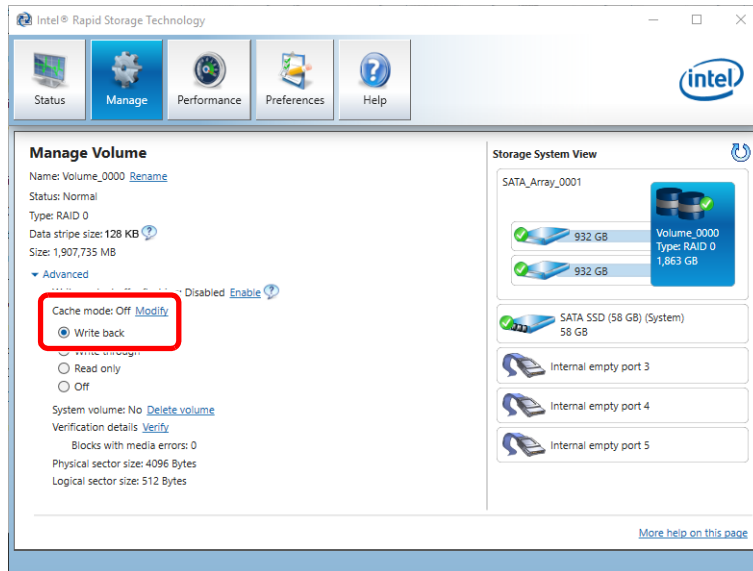 Intel® Rapid Storage Technology
Status
Manage
Performance
Preferences
Help
intel
Manage Volume
Name: Volume_0000 Rename
Status: Normal
Type: RAID 0
Data stripe size: 128 KB
Size: 1,907,735 MB
Advanced
Disabled Enable
Cache mode: Off Modify
Write back
Write through
Read only
Off
System volume: No Delete volume
Verification details Verify
Blocks with media errors: 0
Physical sector size: 4096 Bytes
Logical sector size: 512 Bytes
Storage System View
SATA_Array_0001
932 GB
932 GB
Volume_0000
Type: RAID 0
1,863 GB
SATA SSD (58 GB) (System)
58 GB
Internal empty port 3
Internal empty port 4
Internal empty port 5
More help on this page